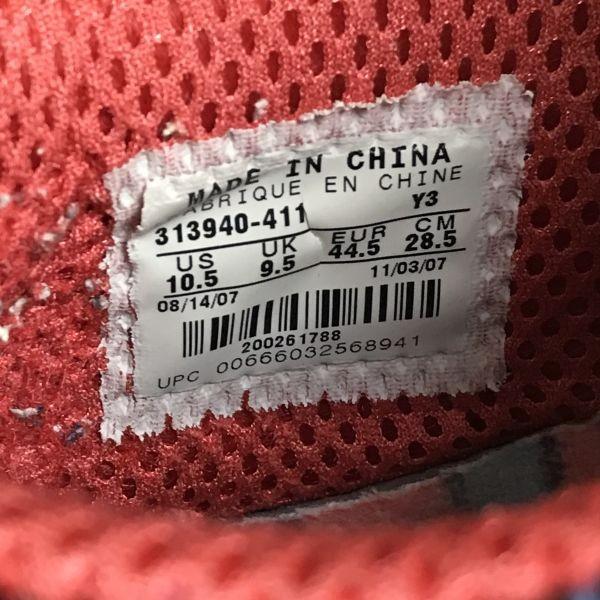 MADE IN CHINA
FABRIQUE EN CHINE
313940-411 Y3
US UK EUR CM
10.5 9.5 44.5 28.5
08/14/07 11/03/07
200261788
UPC 00666032568941